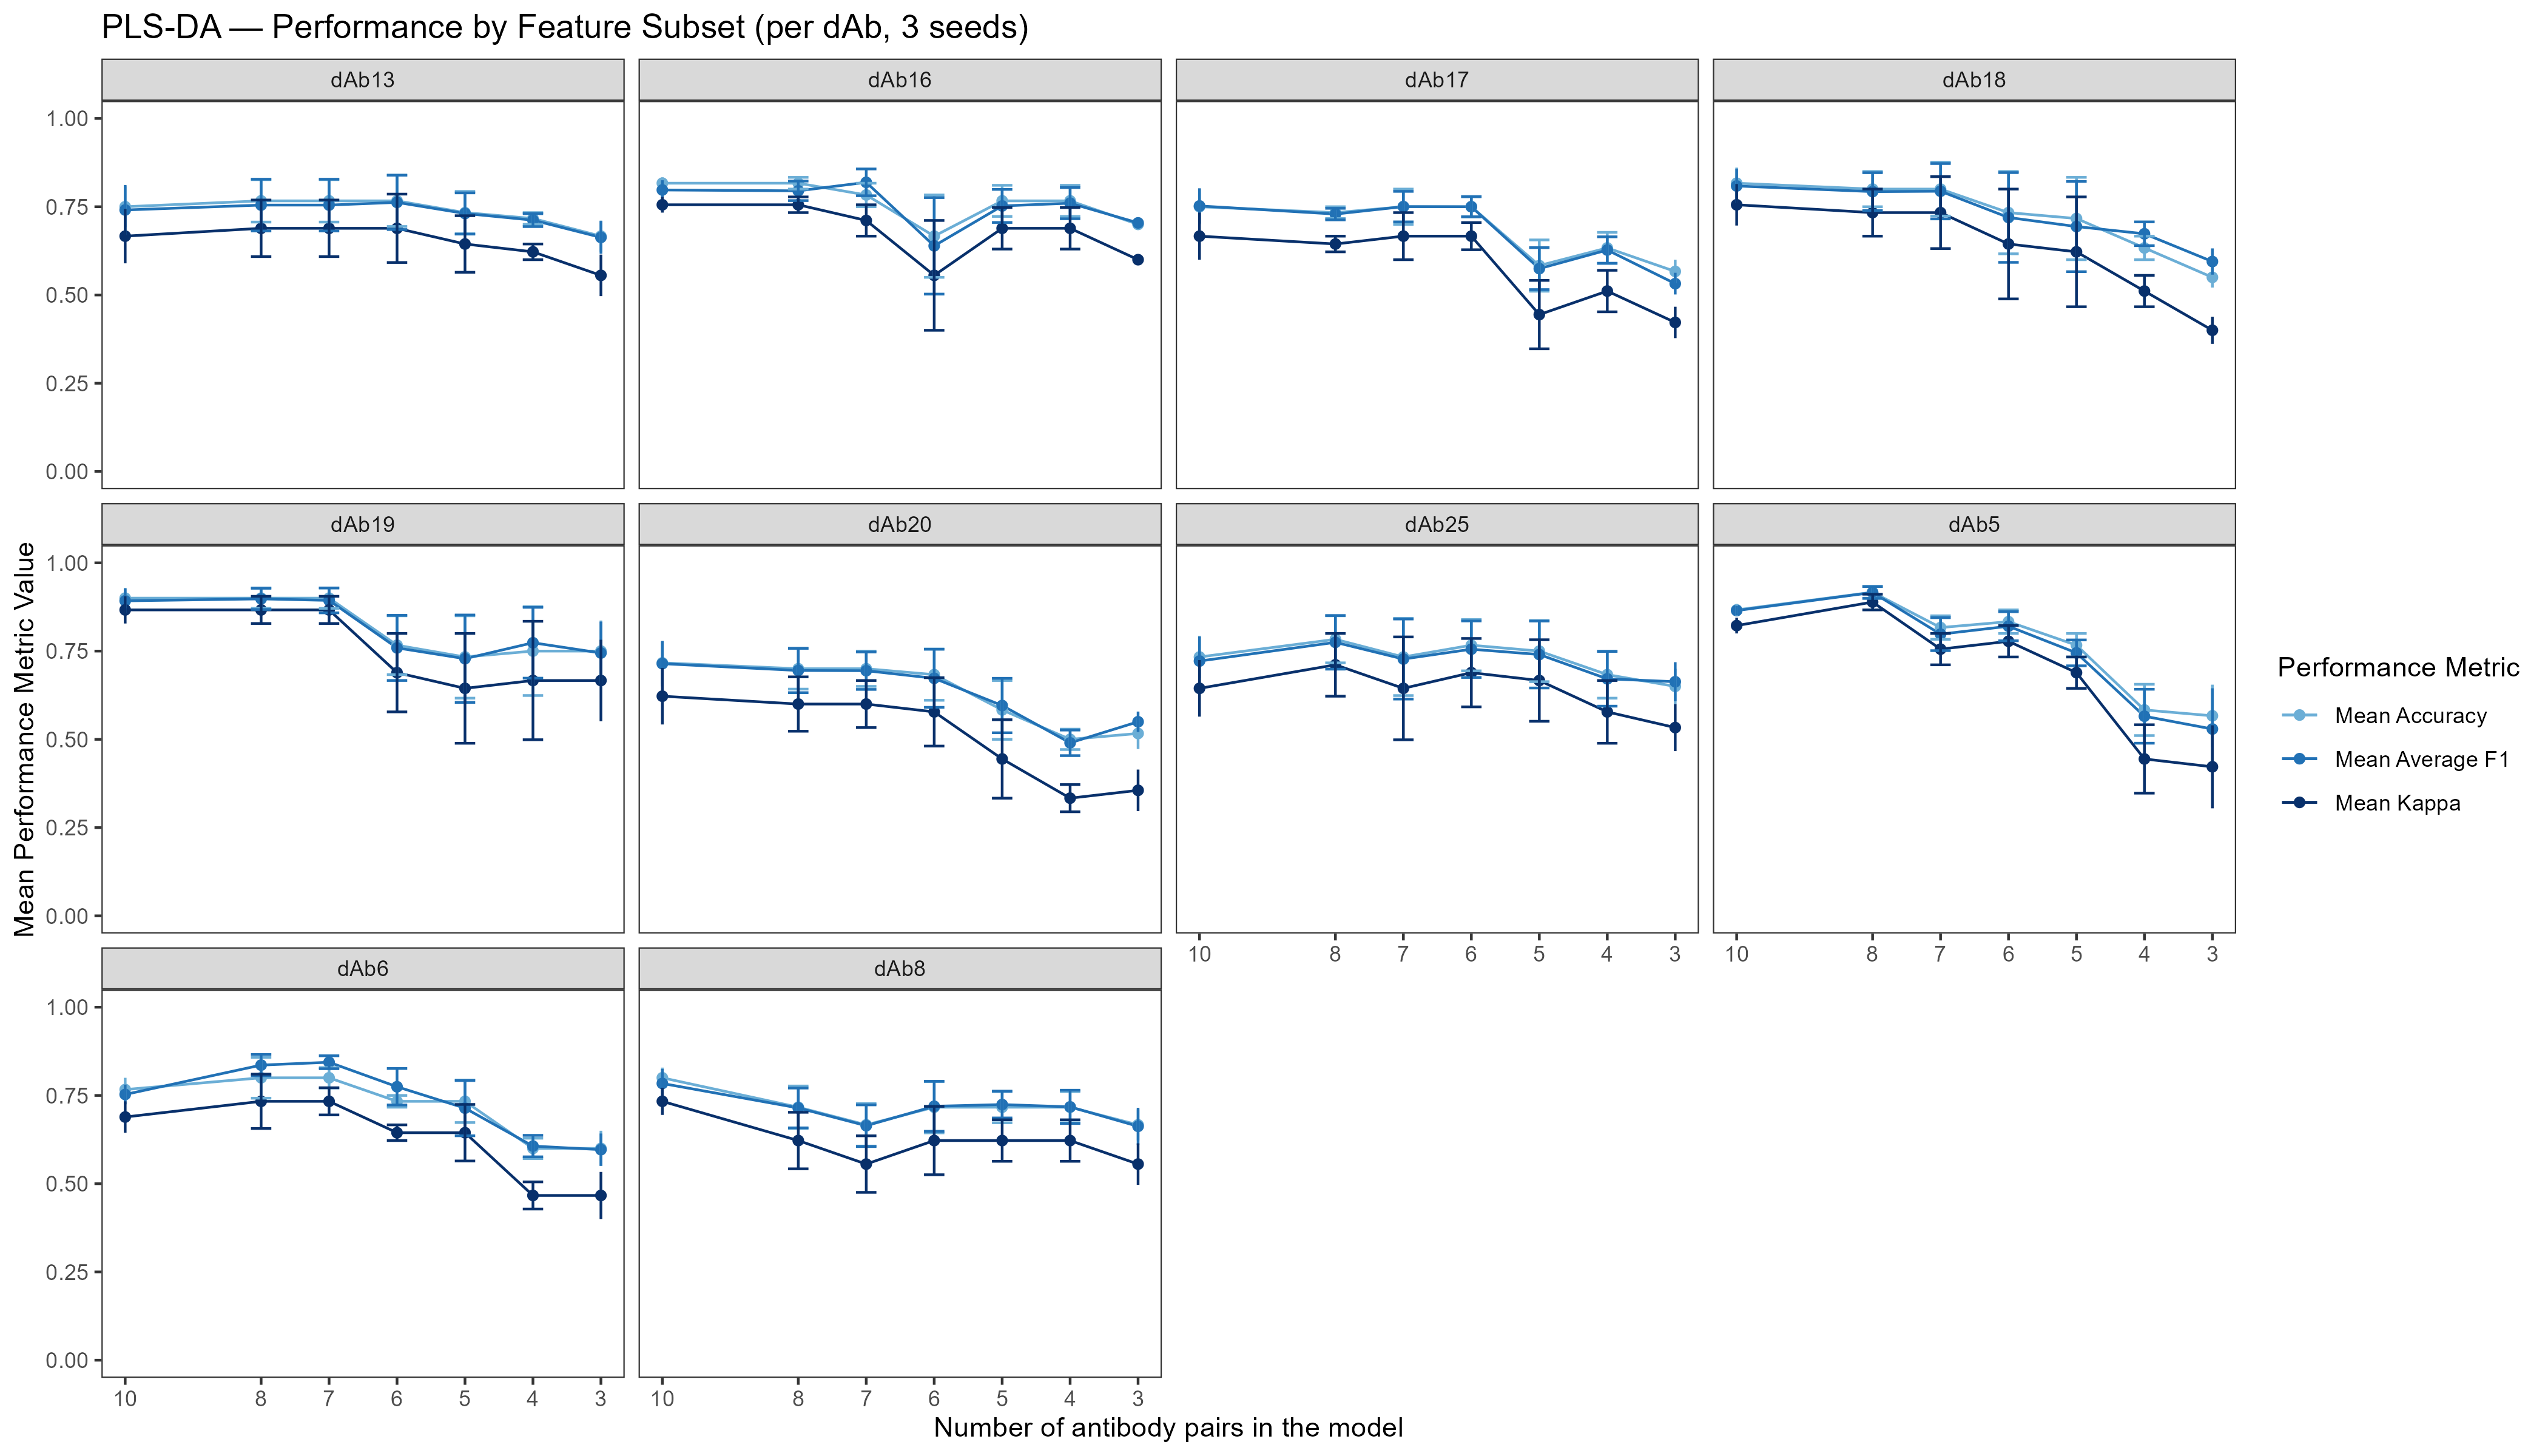 PLS-DA — Performance by Feature Subset (per dAb, 3 seeds)
dAb13
dAb16
dAb17
dAb18
1.00
0.75
0.50
0.25
0.00
dAb19
dAb20
dAb25
dAb5
1.00
0.75
0.50
0.25
0.00
10 8 7 6 5 4 3
10 8 7 6 5 4 3
dAb6
dAb8
1.00
0.75
0.50
0.25
0.00
10 8 7 6 5 4 3
10 8 7 6 5 4 3
Number of antibody pairs in the model
Mean Performance Metric Value
Performance Metric
Mean Accuracy
Mean Average F1
Mean Kappa